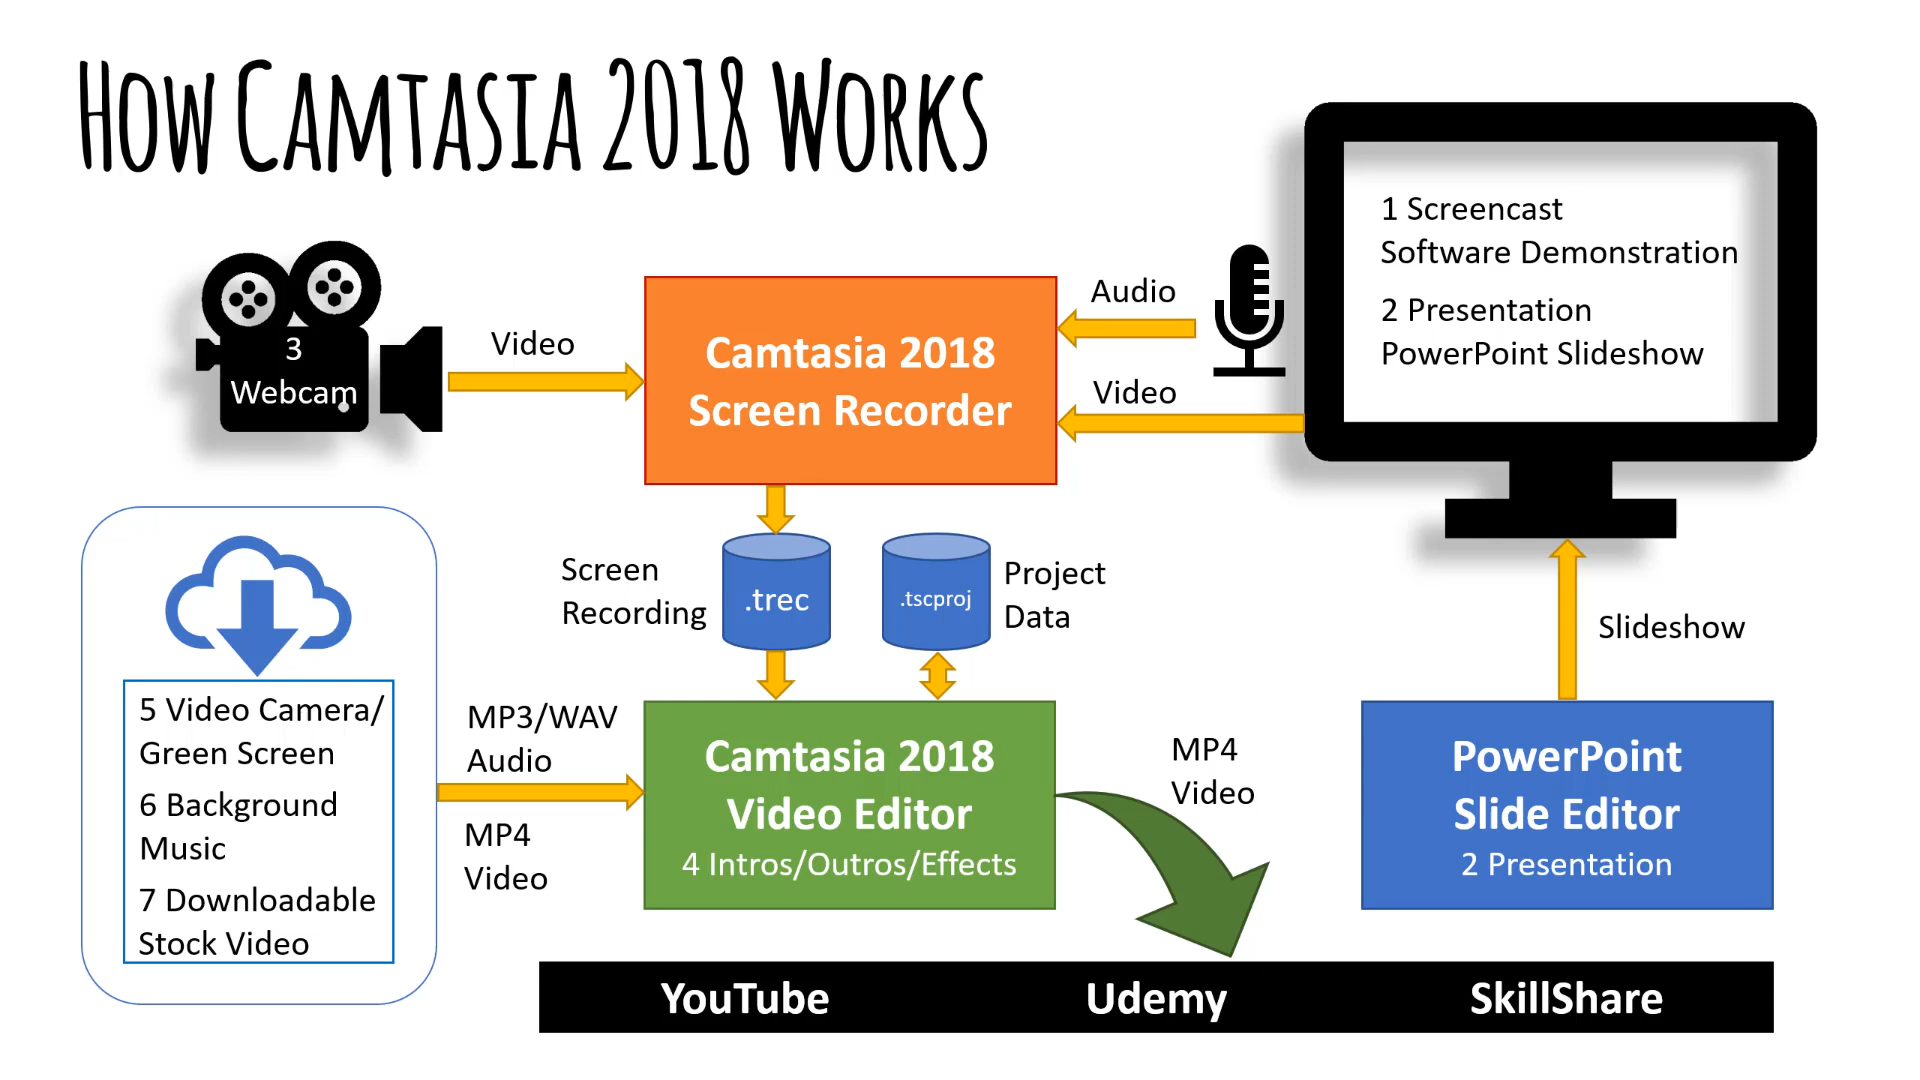 How Camtasia 2018 Works
1 Screencast
Software Demonstration
2 Presentation
PowerPoint Slideshow
3
Webcam
Video
Camtasia 2018
Screen Recorder
Audio
Video
Screen
Recording
.trec
.tscproj
Project
Data
Slideshow
5 Video Camera/
Green Screen
6 Background
Music
7 Downloadable
Stock Video
MP3/WAV
Audio
MP4
Video
Camtasia 2018
Video Editor
4 Intros/Outros/Effects
MP4
Video
PowerPoint
Slide Editor
2 Presentation
YouTube
Udemy
SkillShare